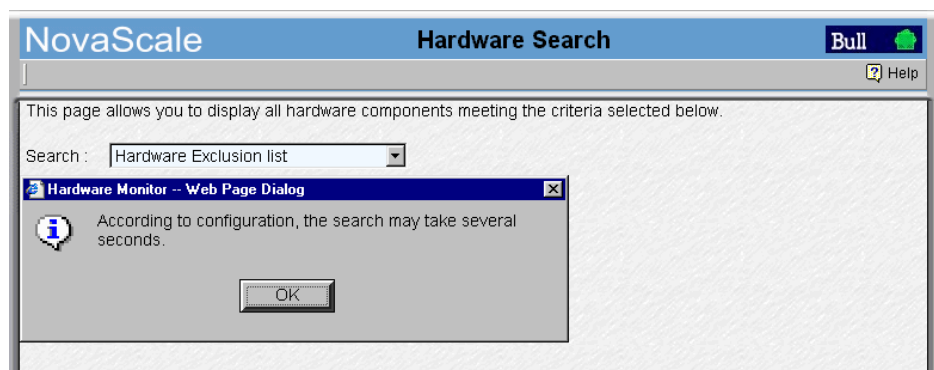 NovaScale
Hardware Search
Bull
Help
This page allows you to display all hardware components meeting the criteria selected below.
Search : Hardware Exclusion list
Hardware Monitor -- Web Page Dialog
According to configuration, the search may take several
seconds.
OK